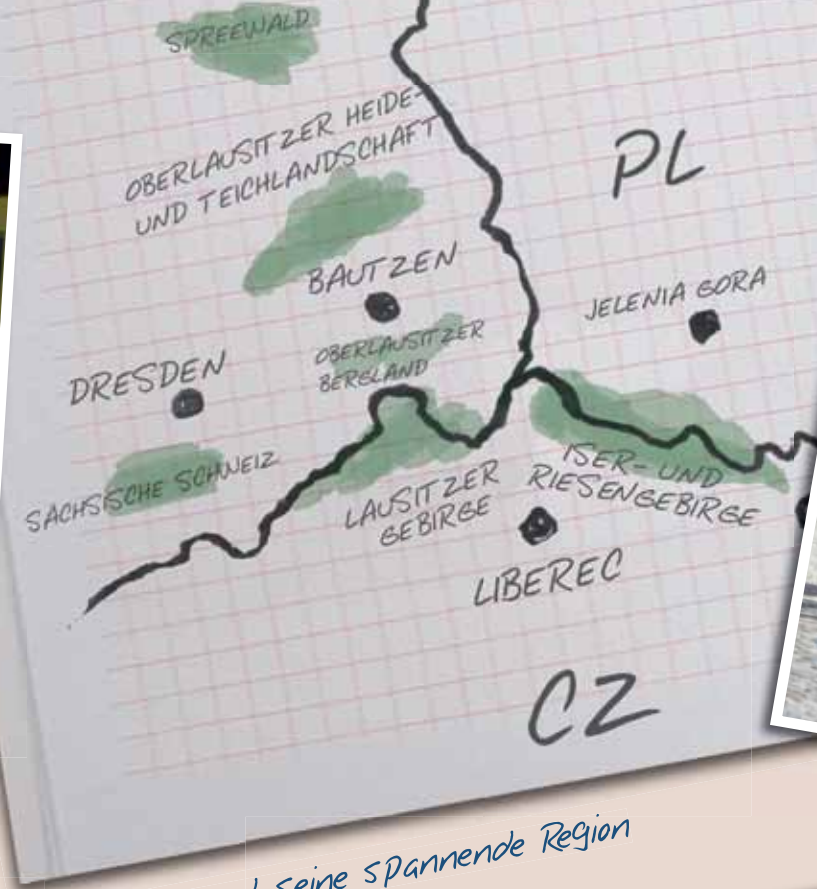 SPREEWALD
OBERLAUSITZER HEIDE-
UND TEICHLANDSCHAFT
PL
BAUTZEN
JELENIA GORA
OBERLAUSITZER
BERGLAND
DRESDEN
SÄCHSISCHE SCHWEIZ
LAUSITZER
GEBIRGE
ISER- UND
RIESENGEBIRGE
LIBEREC
CZ
seine spannende Region